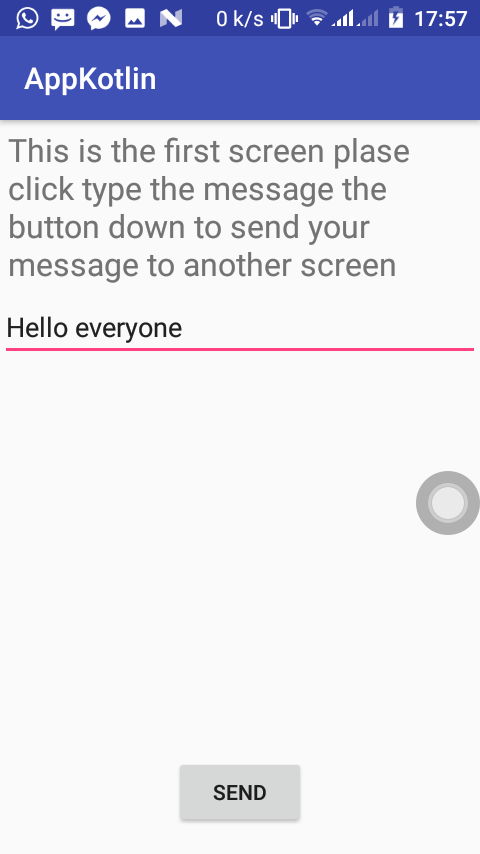 0 k/s 17:57
AppKotlin
This is the first screen plase
click type the message the
button down to send your
message to another screen
Hello everyone
SEND